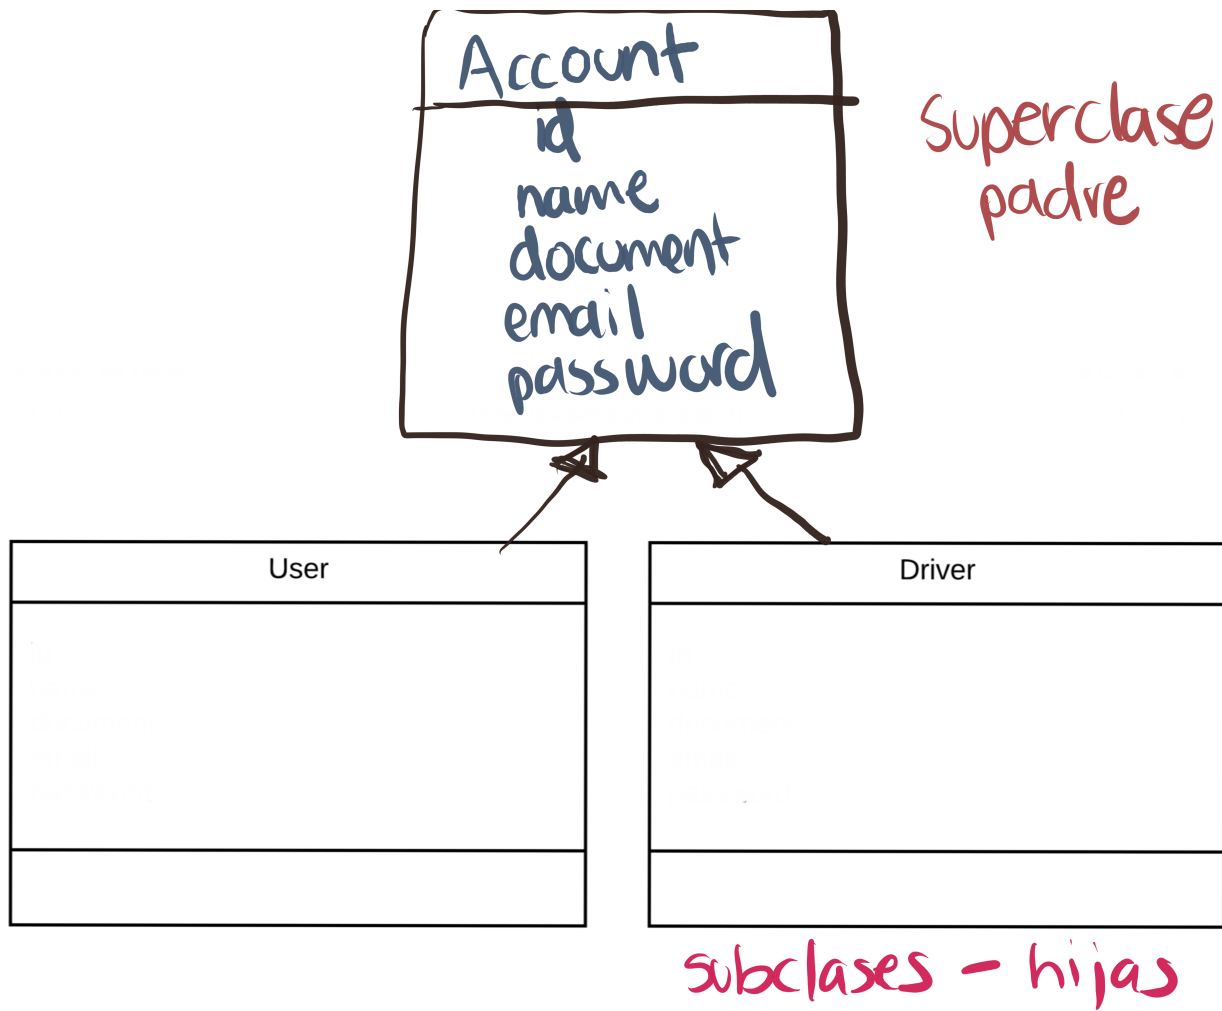 Account
id
name
document
email
password
Superclase
padre
User
Driver
subclases - hijas